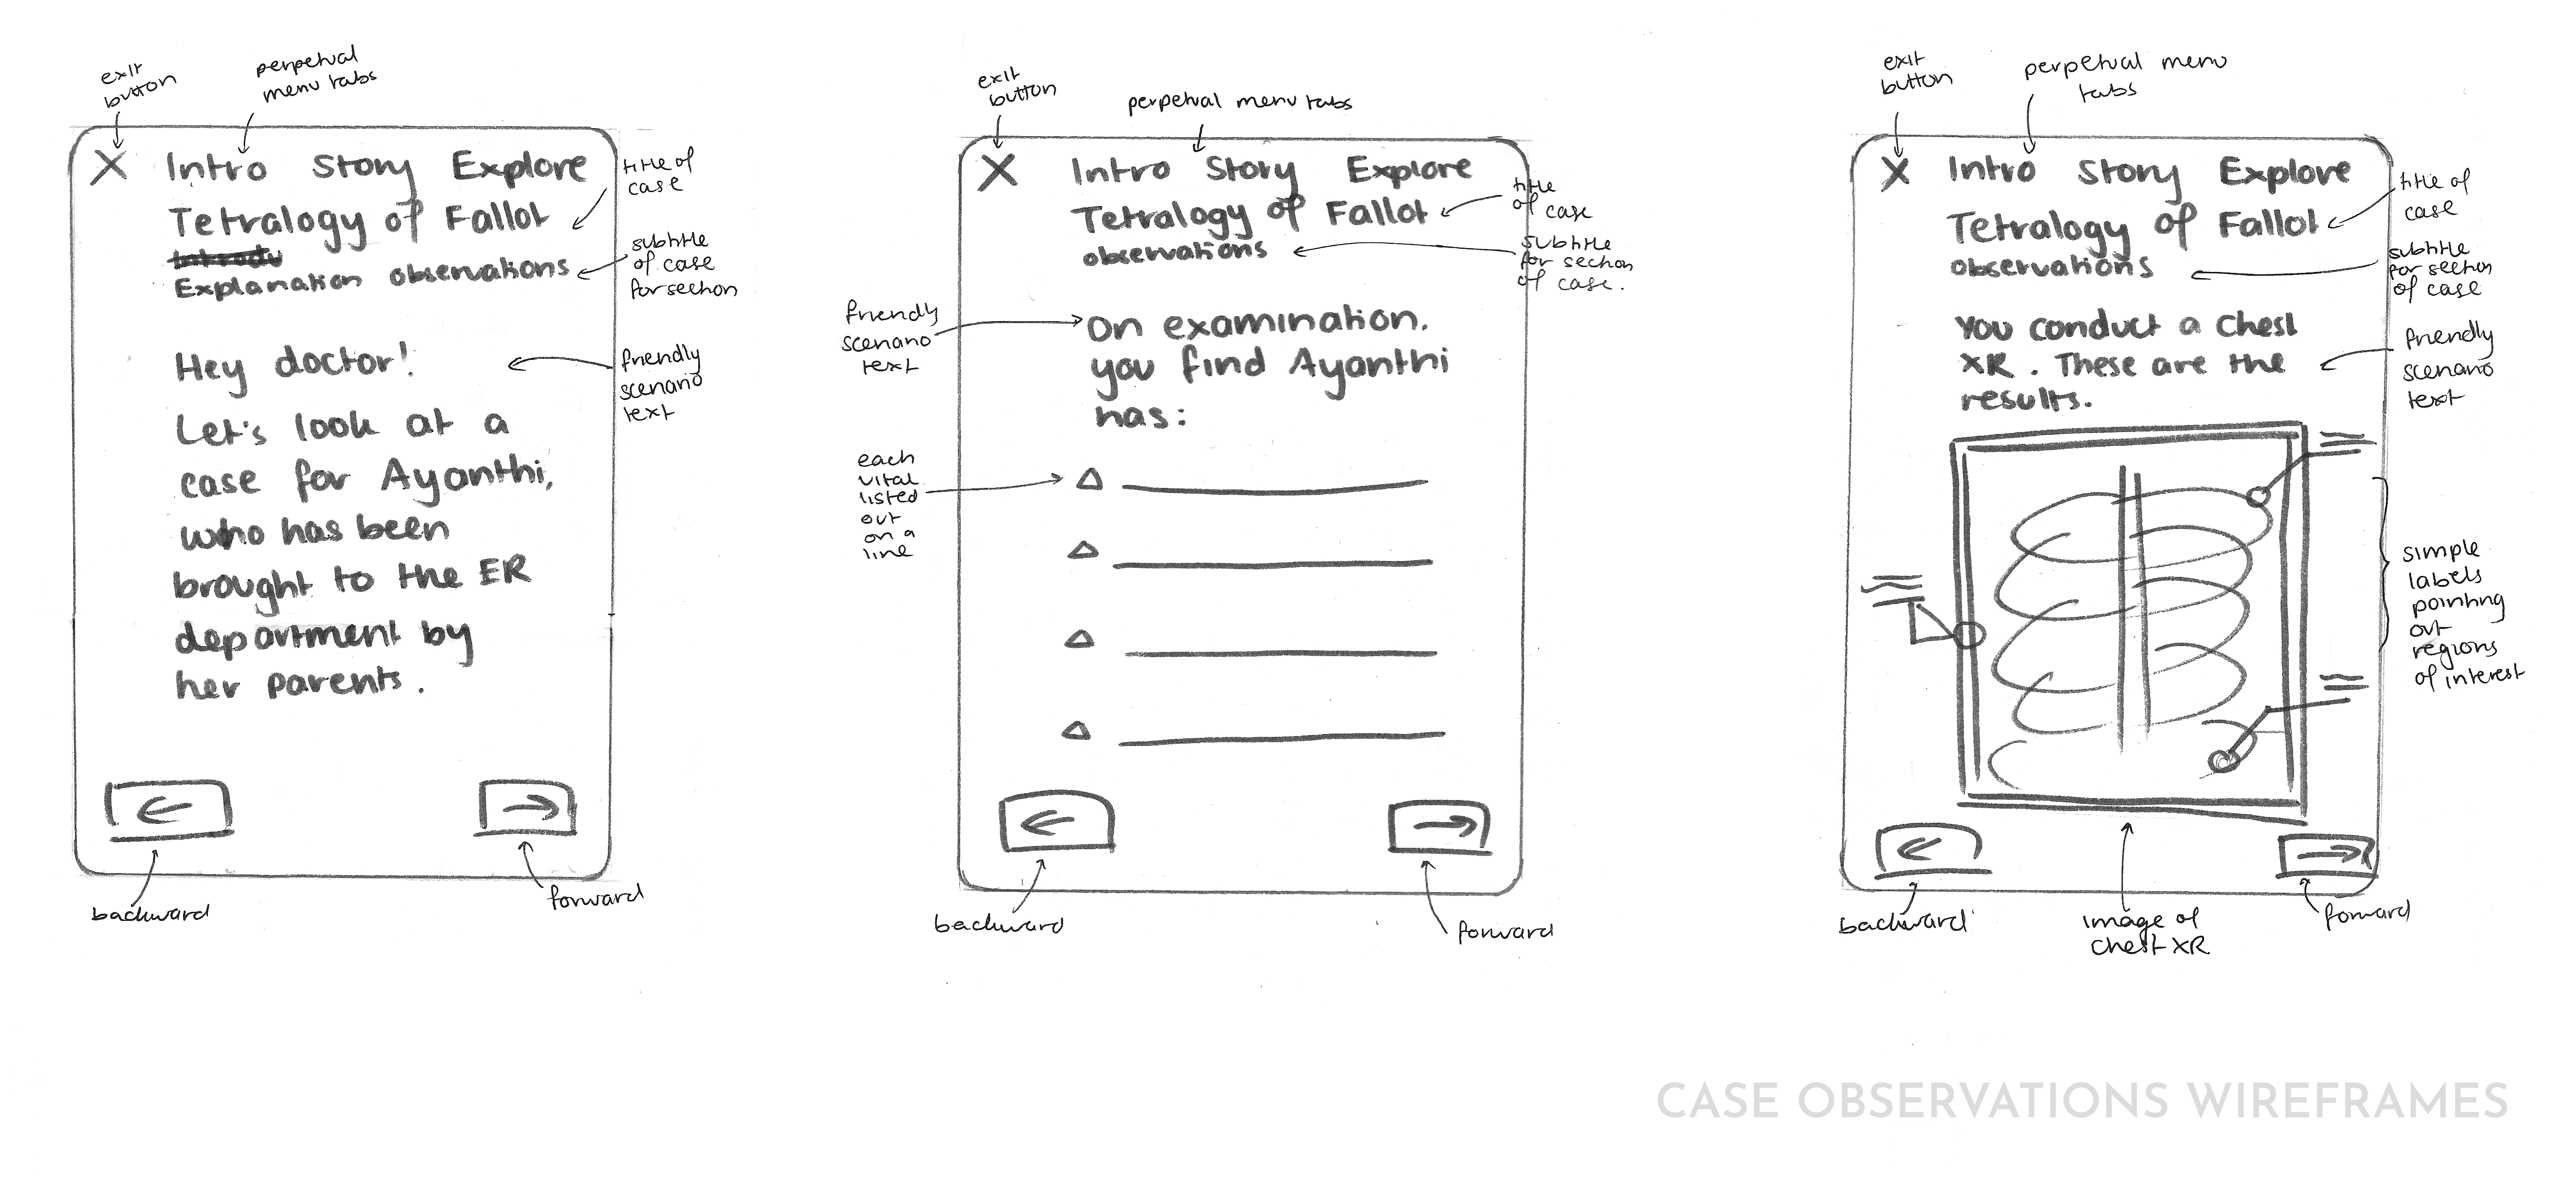 exit
button
perpetual
menu tabs
X Intro Story Explore
Tetralogy of Fallot
Explanation observations
title of
case
subtitle
of case
for section
Hey doctor!
friendly
scenario
text
Let's look at a
case for Ayanthi,
who has been
brought to the ER
department by
her parents.
backward
forward
exit
button
perpetual menu tabs
X Intro Story Explore
Tetralogy of Fallot
observations
title
of case
subtitle
for section
of case.
friendly
scenario
text
On examination.
you find Ayanthi
has:
each
vital
listed
out
on a
line
backward
forward
exit
button
perpetual menu
tabs
X Intro Story Explore
Tetralogy of Fallot
observations
title of
case
subtitle
for section
of case
You conduct a Chest
XR. These are the
results.
friendly
scenario
text
simple
labels
pointing
out
regions
of interest
backward
image of
chest XR
forward
CASE OBSERVATIONS WIREFRAMES